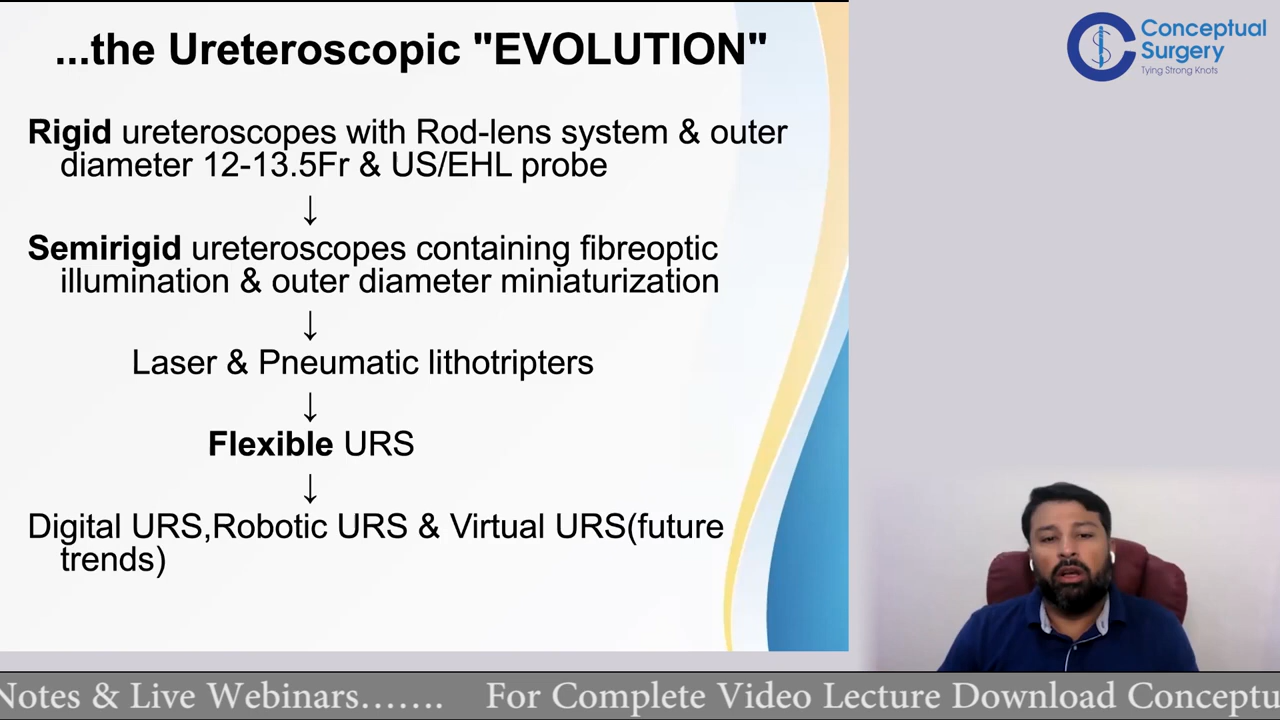 ...the Ureteroscopic "EVOLUTION"
Rigid ureteroscopes with Rod-lens system & outer
diameter 12-13.5Fr & US/EHL probe
↓
Semirigid ureteroscopes containing fibreoptic
illumination & outer diameter miniaturization
↓
Laser & Pneumatic lithotripters
↓
Flexible URS
↓
Digital URS,Robotic URS & Virtual URS(future
trends)
Conceptual
Surgery
Tying Strong Knots
Notes & Live Webinars....... For Complete Video Lecture Download Conceptu